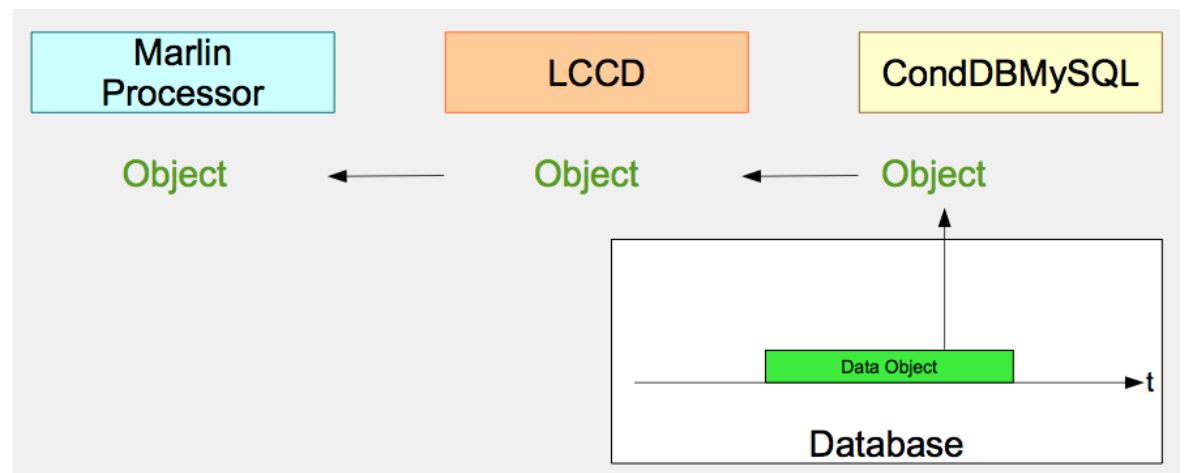 Marlin
Processor
LCCD
CondDBMySQL
Object
Object
Object
Data Object
t
Database